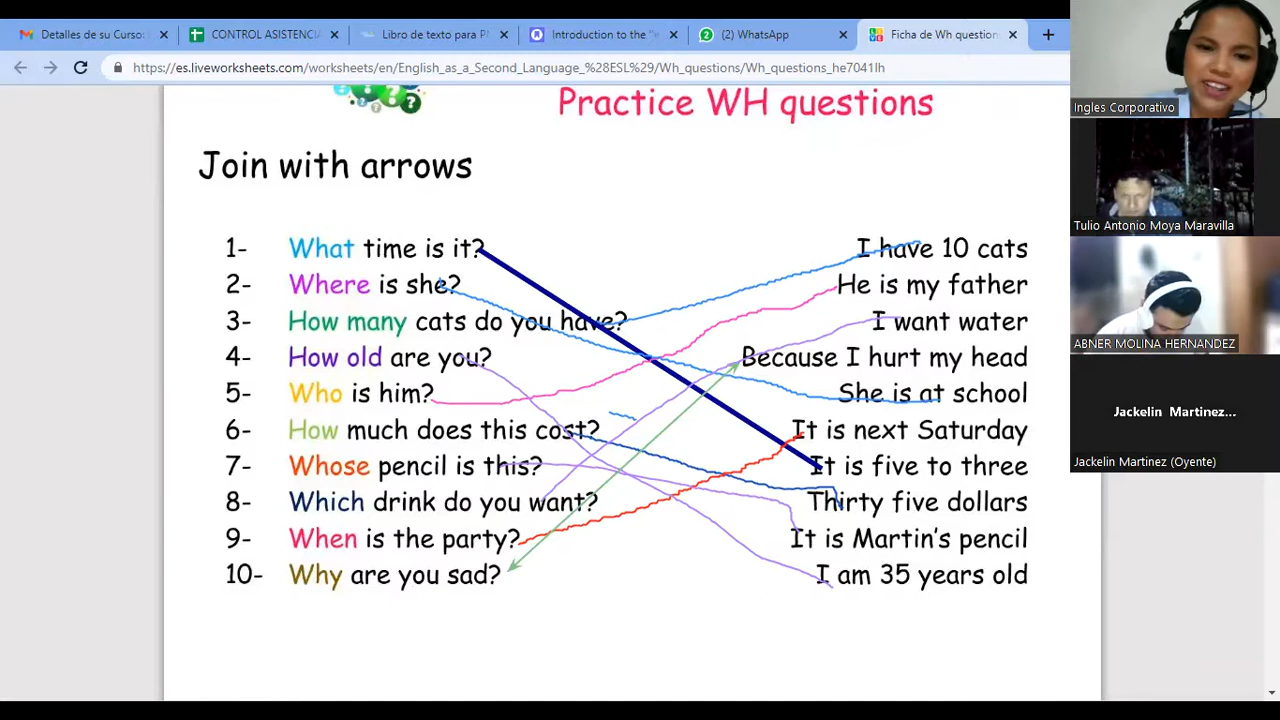 Detalles de su Curso:
CONTROL ASISTENCIA
Libro de texto para P
Introduction to the "w
(2) WhatsApp
Ficha de Wh question
https://es.liveworksheets.com/worksheets/en/English_as_a_Second_Language_%28ESL%29/Wh_questions/Wh_questions_he7041lh
Practice WH questions
Join with arrows
1- What time is it? I have 10 cats
2- Where is she? He is my father
3- How many cats do you have? I want water
4- How old are you? Because I hurt my head
5- Who is him? She is at school
6- How much does this cost? It is next Saturday
7- Whose pencil is this? It is five to three
8- Which drink do you want? Thirty five dollars
9- When is the party? It is Martin's pencil
10- Why are you sad? I am 35 years old
Ingles Corporativo
Tulio Antonio Moya Maravilla
ABNER MOLINA HERNANDEZ
Jackelin Martinez...
Jackelin Martinez (Oyente)